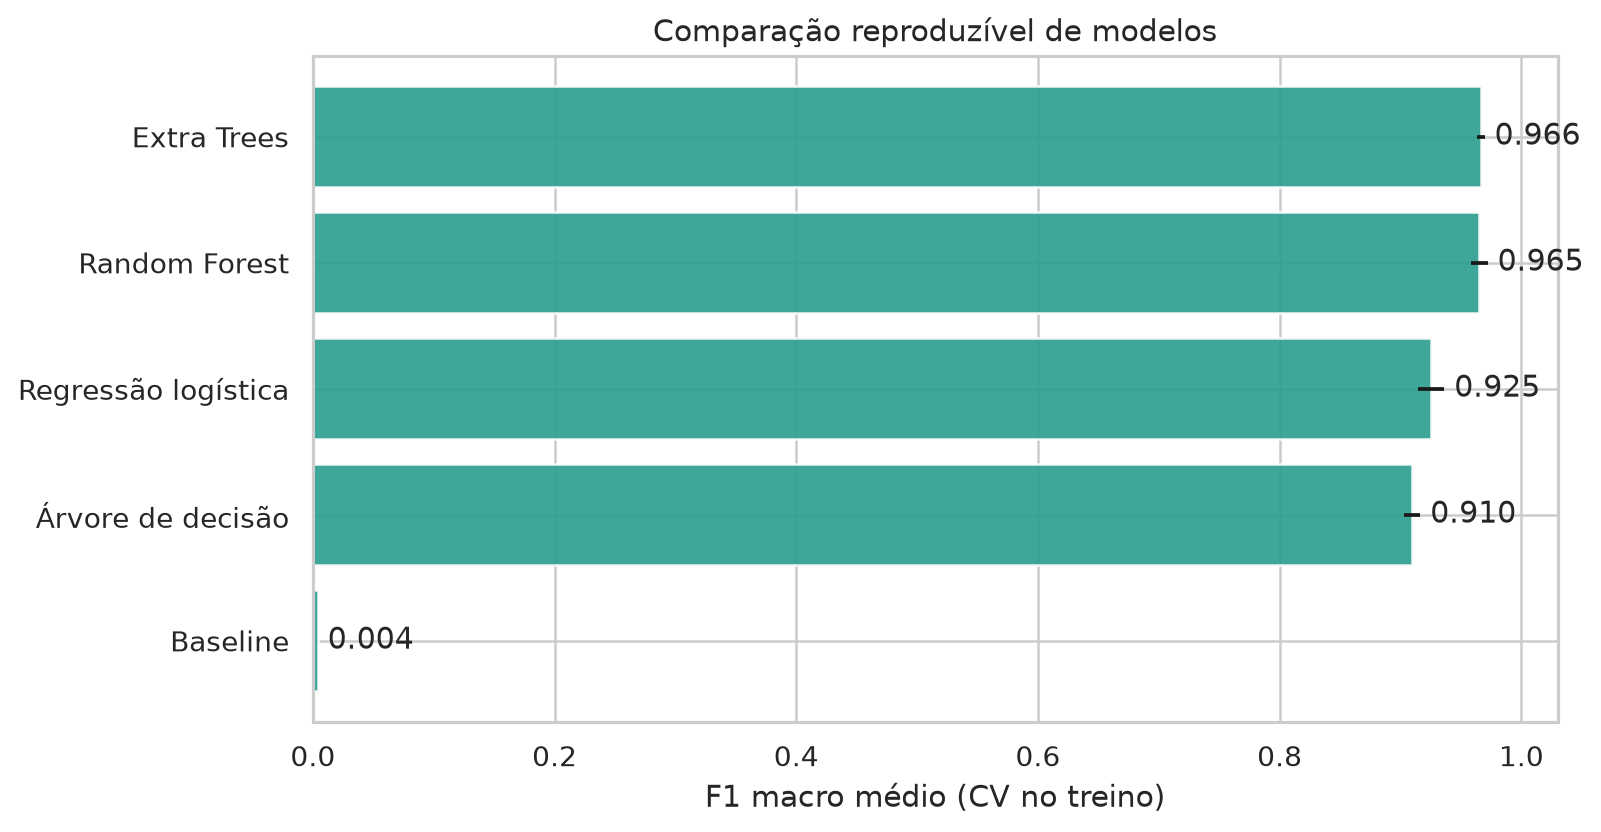 Comparação reproduzível de modelos
Extra Trees
0.966
Random Forest
0.965
Regressão logística
0.925
Árvore de decisão
0.910
Baseline
0.004
0.0 0.2 0.4 0.6 0.8 1.0
F1 macro médio (CV no treino)